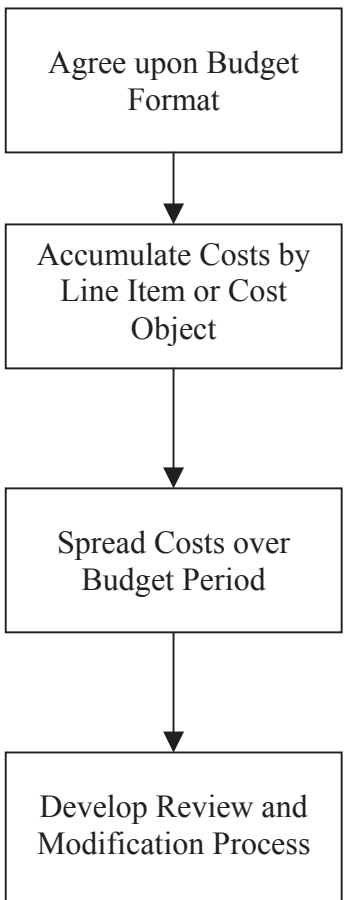 Agree upon Budget
Format
Accumulate Costs by
Line Item or Cost
Object
Spread Costs over
Budget Period
Develop Review and
Modification Process